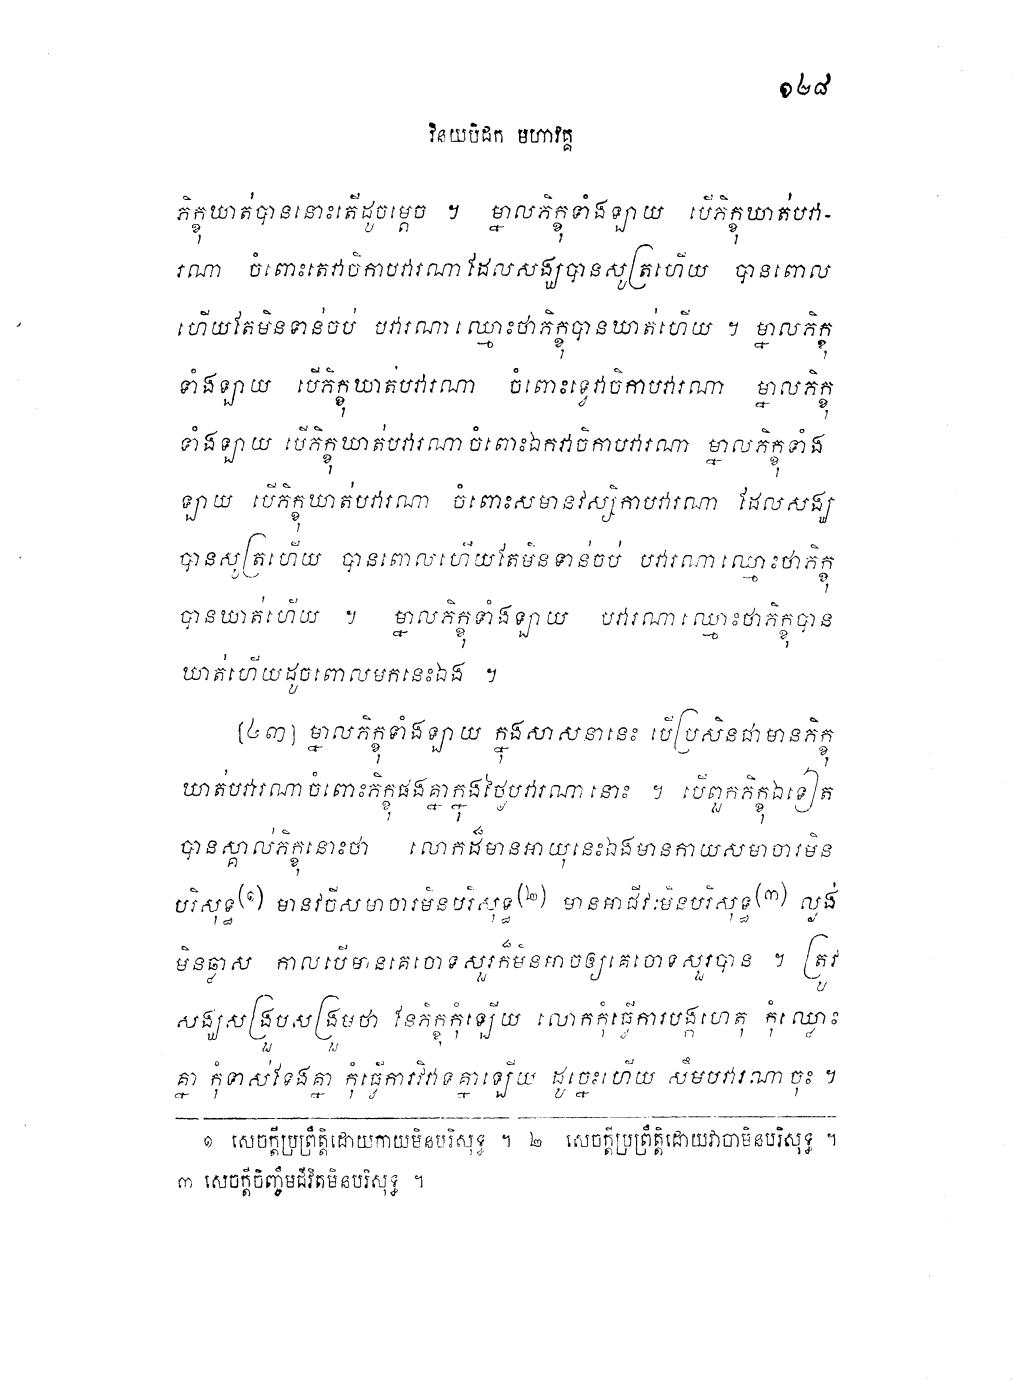 ១២៨
វិនយបិដក មហាវគ្គ
ភិក្ខុឃាត់បាននោះតើដូចម្តេច ។ ម្នាលភិក្ខុទាំងឡាយ បើភិក្ខុឃាត់បវា-
រណា ចំពោះតេវាចិកាបវារណាដែលសង្ឃបានសូត្រហើយ បានពោល
ហើយតែមិនទាន់ចប់ បវារណាឈ្មោះថាភិក្ខុបានឃាត់ហើយ ។ ម្នាលភិក្ខុ
ទាំងឡាយ បើភិក្ខុឃាត់បវារណា ចំពោះទ្វេវាចិកាបវារណា ម្នាលភិក្ខុ
ទាំងឡាយ បើភិក្ខុឃាត់បវារណាចំពោះឯកវាចិកាបវារណា ម្នាលភិក្ខុទាំង
ឡាយ បើភិក្ខុឃាត់បវារណា ចំពោះសមានវស្សិកាបវារណា ដែលសង្ឃ
បានសូត្រហើយ បានពោលហើយតែមិនទាន់ចប់ បវារណាឈ្មោះថាភិក្ខុ
បានឃាត់ហើយ ។ ម្នាលភិក្ខុទាំងឡាយ បវារណាឈ្មោះថាភិក្ខុបាន
ឃាត់ហើយដូចពោលមកនេះឯង ។
[៤៣] ម្នាលភិក្ខុទាំងឡាយ ក្នុងសាសនានេះ បើប្រសិនជាមានភិក្ខុ
ឃាត់បវារណាចំពោះភិក្ខុផងគ្នាក្នុងថ្ងៃបវារណានោះ ។ បើពួកភិក្ខុឯទៀត
បានស្គាល់ភិក្ខុនោះថា លោកដ៏មានអាយុនេះឯងមានកាយសមាចារមិន
បរិសុទ្ធ(១) មានវចីសមាចារមិនបរិសុទ្ធ(២) មានអាជីវៈមិនបរិសុទ្ធ(៣) ល្ងង់
មិនឆ្លាស កាលបើមានគេចោទសួរក៏មិនអាចឲ្យគេចោទសួរបាន ។ ត្រូវ
សង្ឃសង្គ្របសង្គ្រមថា នែភិក្ខុកុំឡើយ លោកកុំធ្វើការបង្កហេតុ កុំឈ្លោះ
គ្នា កុំទាស់ទែងគ្នា កុំធ្វើការវិវាទគ្នាឡើយ ដូច្នេះហើយ សឹមបវារណាចុះ ។
១ សេចក្តីប្រព្រឹត្តិដោយកាយមិនបរិសុទ្ធ ។ ២ សេចក្តីប្រព្រឹត្តិដោយវាចាមិនបរិសុទ្ធ ។
៣ សេចក្តីចិញ្ចឹមជីវិតមិនបរិសុទ្ធ ។